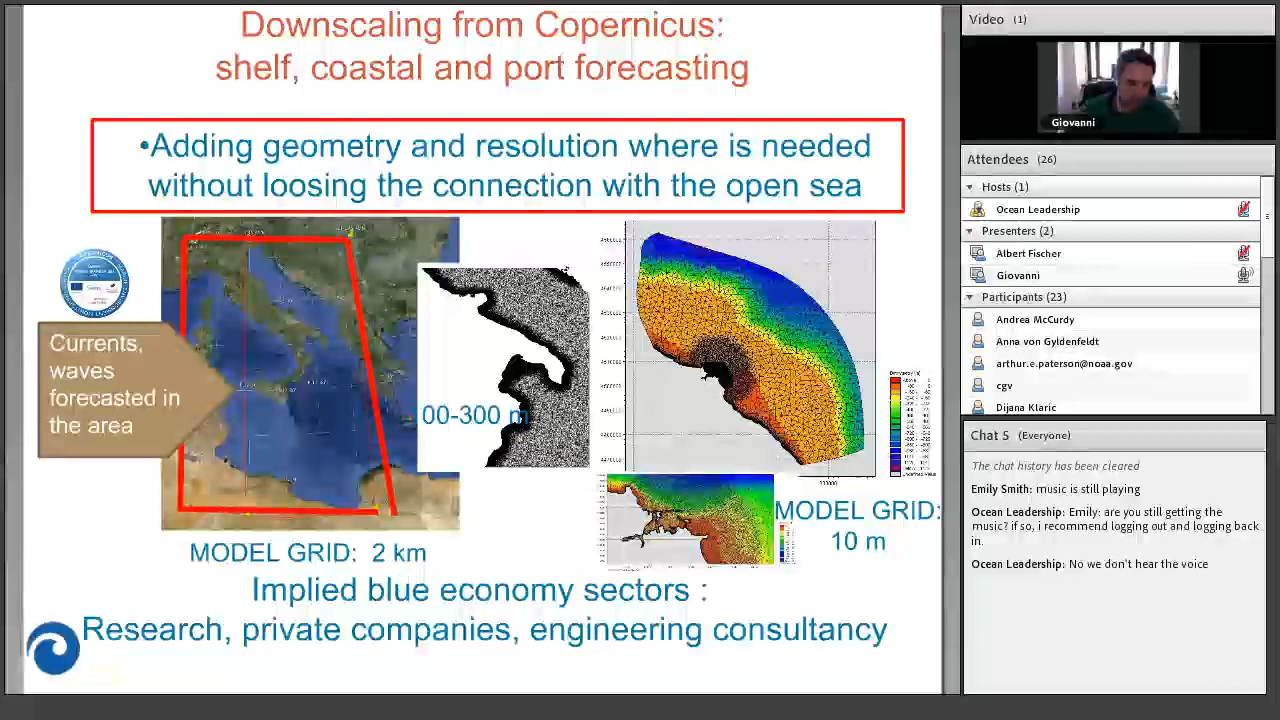 Downscaling from Copernicus:
shelf, coastal and port forecasting
•Adding geometry and resolution where is needed
without loosing the connection with the open sea
Currents,
waves
forecasted in
the area
00-300 m
MODEL GRID: 2 km
MODEL GRID:
10 m
Implied blue economy sectors :
Research, private companies, engineering consultancy
Video (1)
Giovanni
Attendees (26)
Hosts (1)
Ocean Leadership
Presenters (2)
Albert Fischer
Giovanni
Participants (23)
Andrea McCurdy
Anna von Gyldenfeldt
arthur.e.paterson@noaa.gov
cgv
Dijana Klaric
Chat 5 (Everyone)
The chat history has been cleared
Emily Smith: music is still playing
Ocean Leadership: Emily: are you still getting the
music? if so, i recommend logging out and logging back
in.
Ocean Leadership: No we don't hear the voice